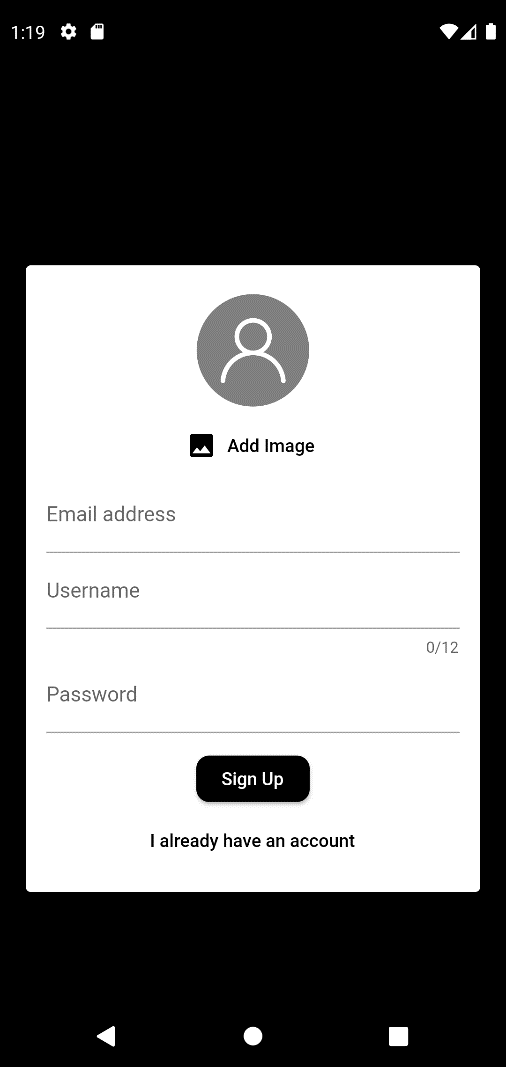 1:19
Add Image
Email address
Username
0/12
Password
Sign Up
I already have an account